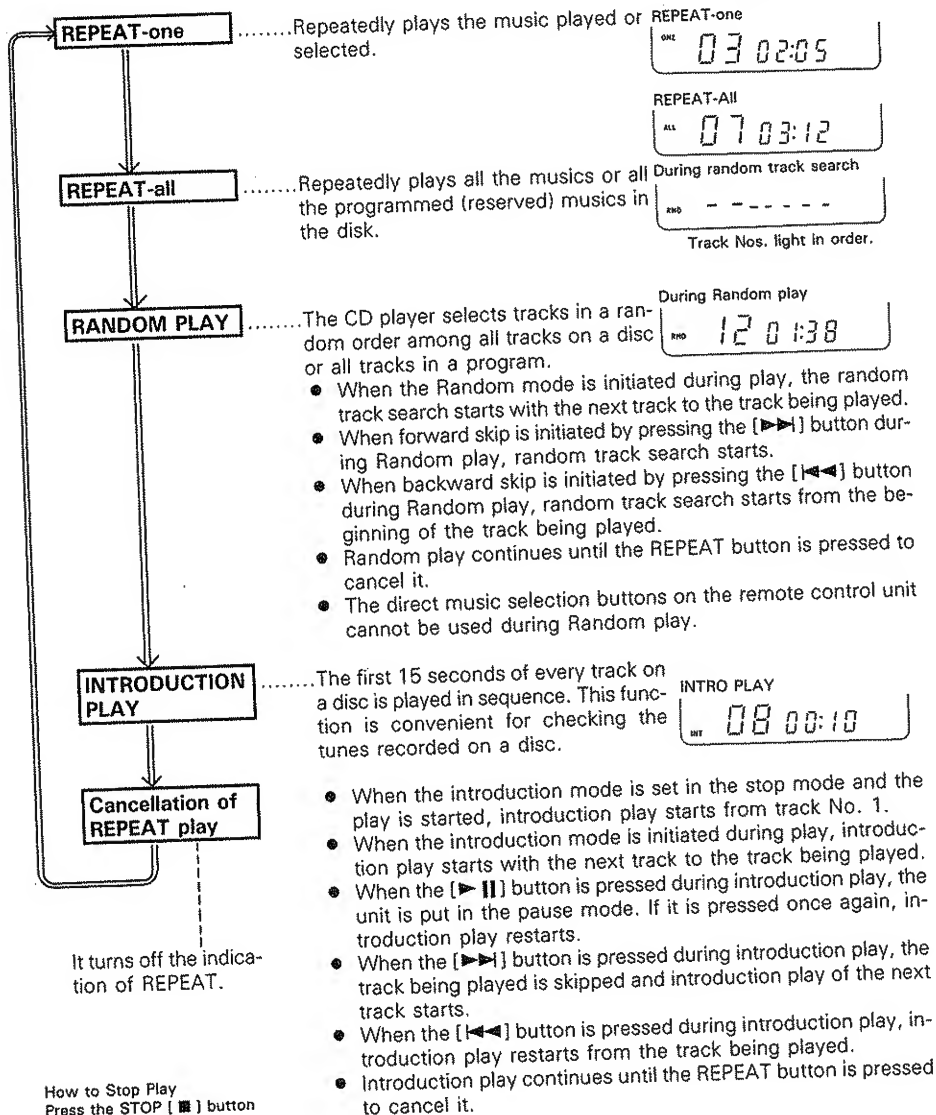 REPEAT-one ........Repeatedly plays the music played or
selected.
REPEAT-one
ONE 03 02:05
REPEAT-All
ALL 07 03:12
REPEAT-all ........Repeatedly plays all the musics or all
the programmed (reserved) musics in
the disk.
During random track search
RND - - - - - - -
Track Nos. light in order.
RANDOM PLAY ........The CD player selects tracks in a ran-
dom order among all tracks on a disc
or all tracks in a program.
During Random play
RND 12 01:38
● When the Random mode is initiated during play, the random
track search starts with the next track to the track being played.
● When forward skip is initiated by pressing the [▶▶|] button dur-
ing Random play, random track search starts.
● When backward skip is initiated by pressing the [|◀◀] button
during Random play, random track search starts from the be-
ginning of the track being played.
● Random play continues until the REPEAT button is pressed to
cancel it.
● The direct music selection buttons on the remote control unit
cannot be used during Random play.
INTRODUCTION
PLAY
........The first 15 seconds of every track on
a disc is played in sequence. This func-
tion is convenient for checking the
tunes recorded on a disc.
INTRO PLAY
INT 08 00:10
Cancellation of
REPEAT play
It turns off the indica-
tion of REPEAT.
● When the introduction mode is set in the stop mode and the
play is started, introduction play starts from track No. 1.
● When the introduction mode is initiated during play, introduc-
tion play starts with the next track to the track being played.
● When the [▶ ||] button is pressed during introduction play, the
unit is put in the pause mode. If it is pressed once again, in-
troduction play restarts.
● When the [▶▶|] button is pressed during introduction play, the
track being played is skipped and introduction play of the next
track starts.
● When the [|◀◀] button is pressed during introduction play, in-
troduction play restarts from the track being played.
● Introduction play continues until the REPEAT button is pressed
to cancel it.
How to Stop Play
Press the STOP [ ■ ] button